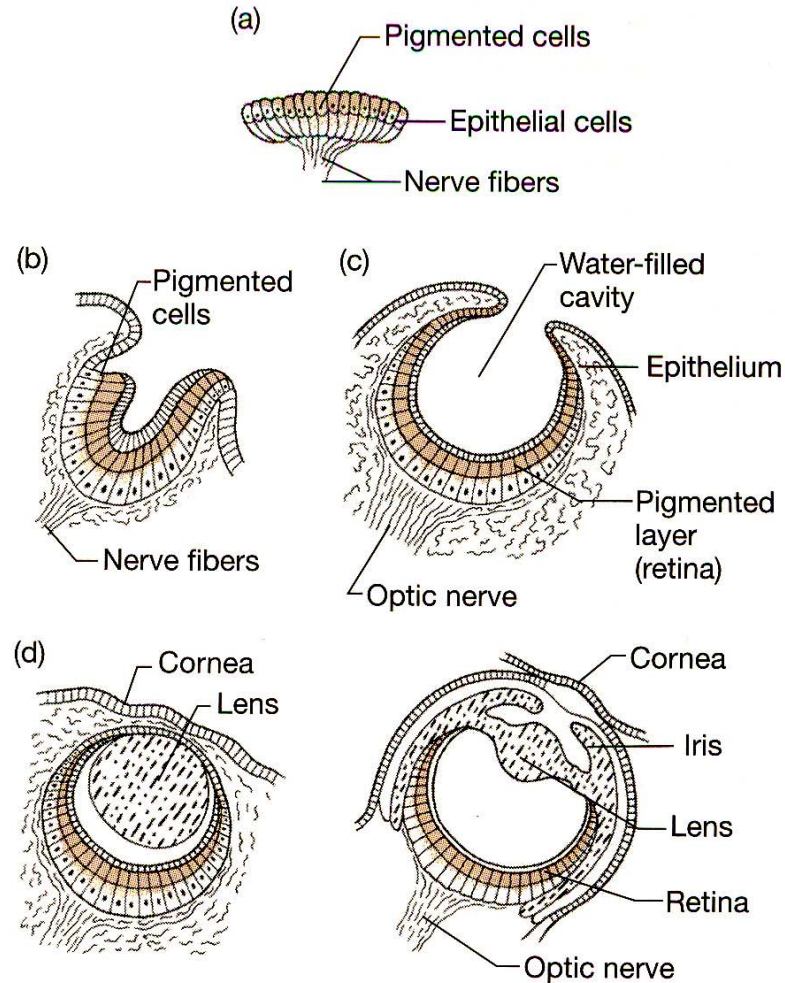 (a)
Pigmented cells
Epithelial cells
Nerve fibers
(b)
Pigmented
cells
Nerve fibers
(c)
Water-filled
cavity
Epithelium
Pigmented
layer
(retina)
Optic nerve
(d)
Cornea
Lens
Cornea
Iris
Lens
Retina
Optic nerve